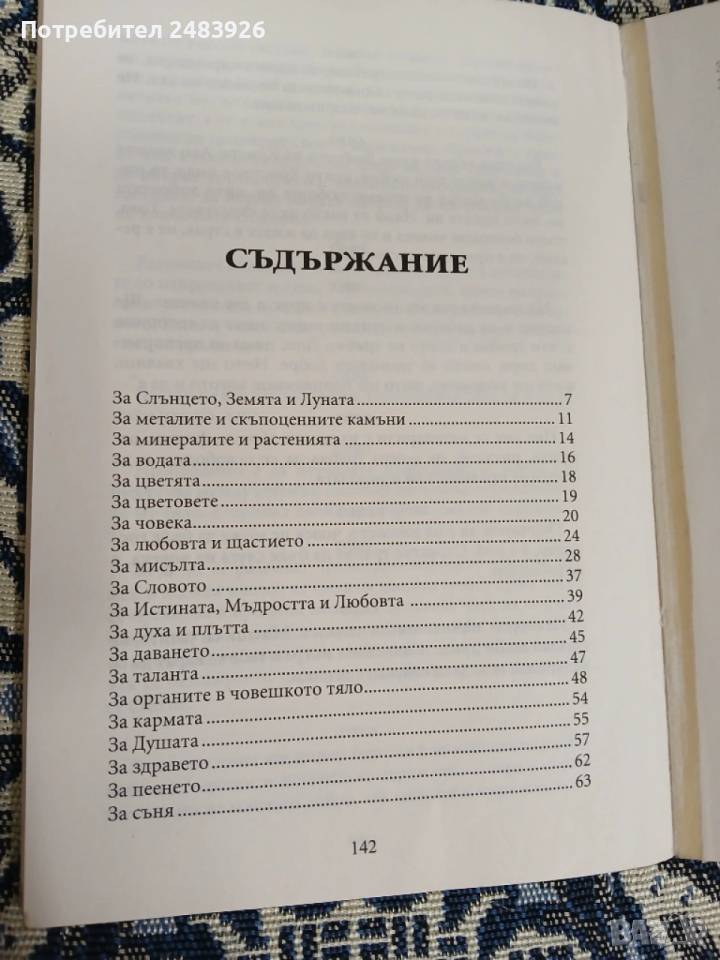 Потребител 2483926
СЪДЪРЖАНИЕ
За Слънцето, Земята и Луната 7
За металите и скъпоценните камъни 11
За минералите и растенията 14
За водата 16
За цветята 18
За цветовете 19
За човека 20
За любовта и щастието 24
За мисълта 28
За Словото 37
За Истината, Мъдростта и Любовта 39
За духа и плътта 42
За даването 45
За таланта 47
За органите в човешкото тяло 48
За кармата 54
За Душата 55
За здравето 57
За пеенето 62
За съня 63
142